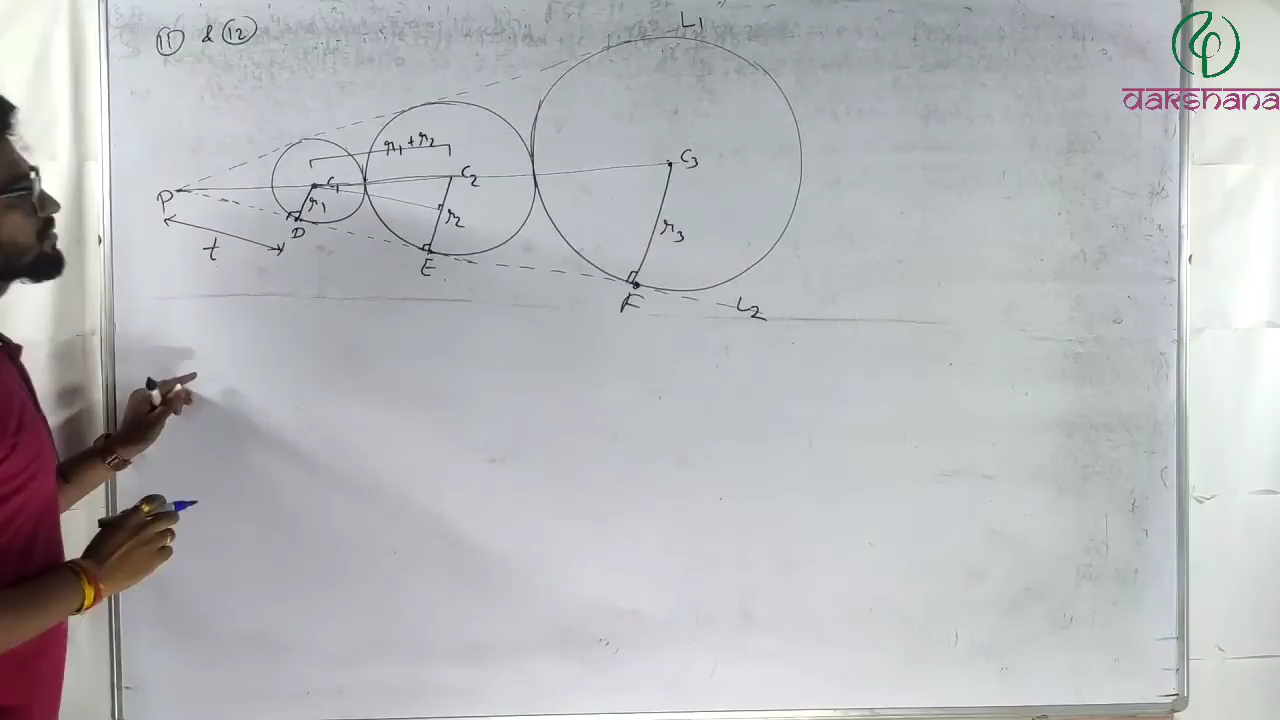 ⑪ & ⑫
L₁
r₁+r₂
P
C₁
C₂
C₃
r₁
r₂
r₃
D
t
E
F
L₂
dakshana